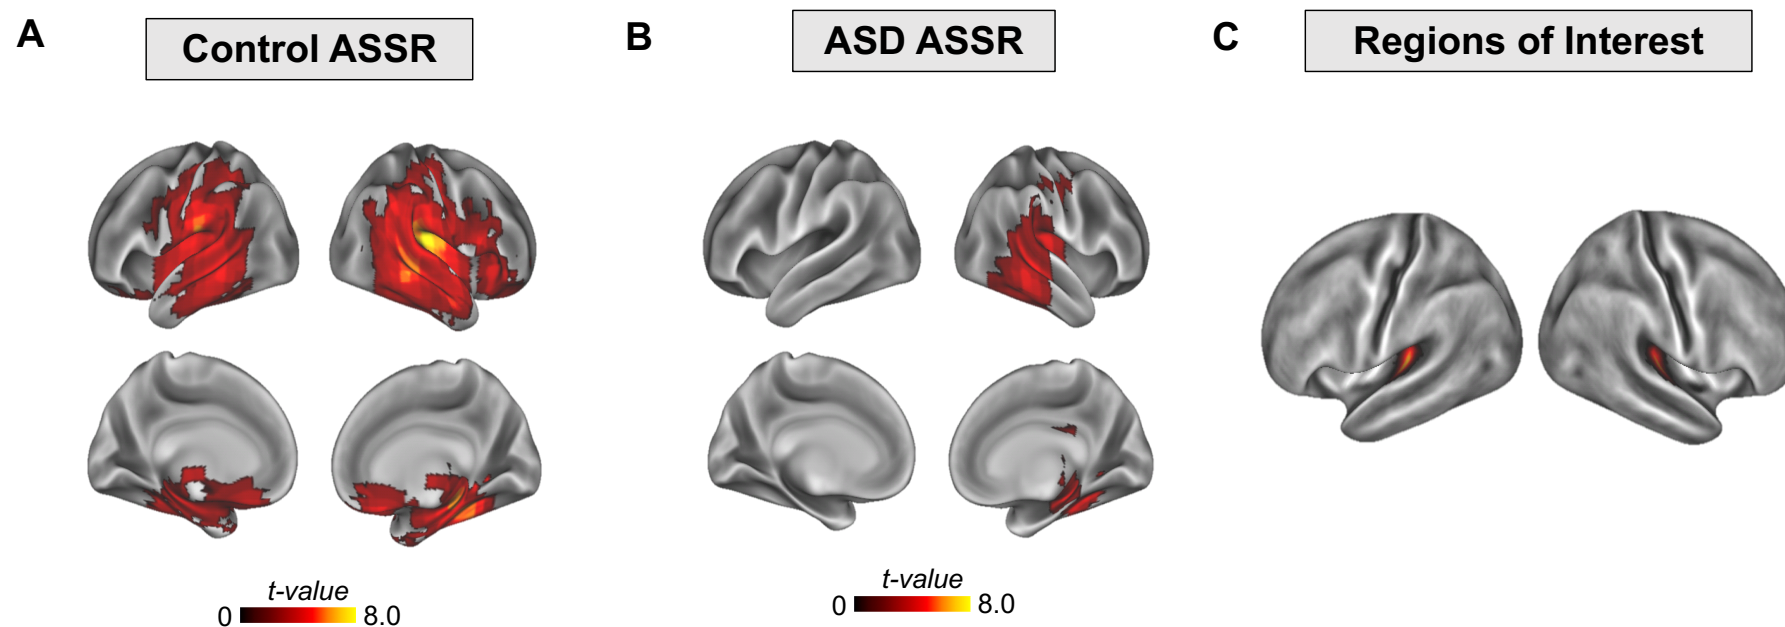 A
Control ASSR
B
ASD ASSR
C
Regions of Interest
t-value
0 8.0
t-value
0 8.0